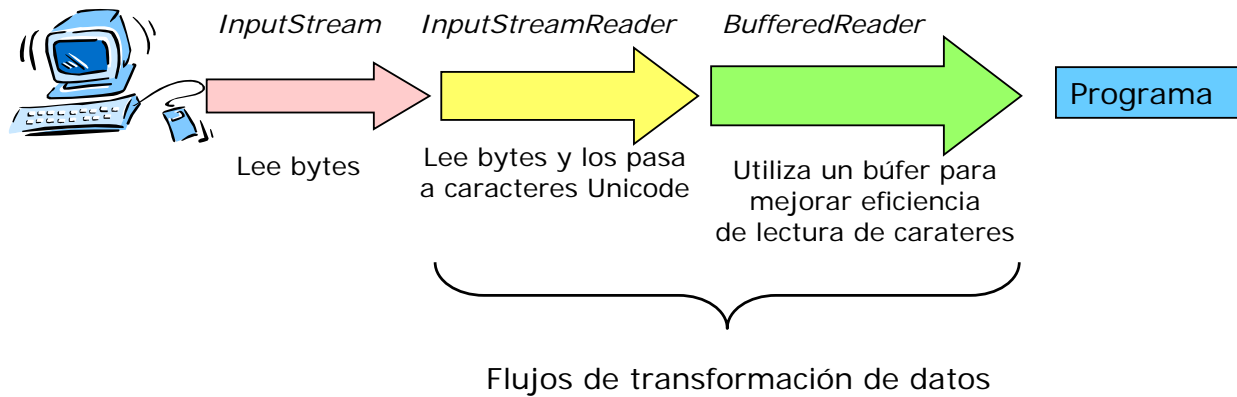 InputStream
InputStreamReader
BufferedReader
Programa
Lee bytes
Lee bytes y los pasa
a caracteres Unicode
Utiliza un búfer para
mejorar eficiencia
de lectura de carateres
Flujos de transformación de datos